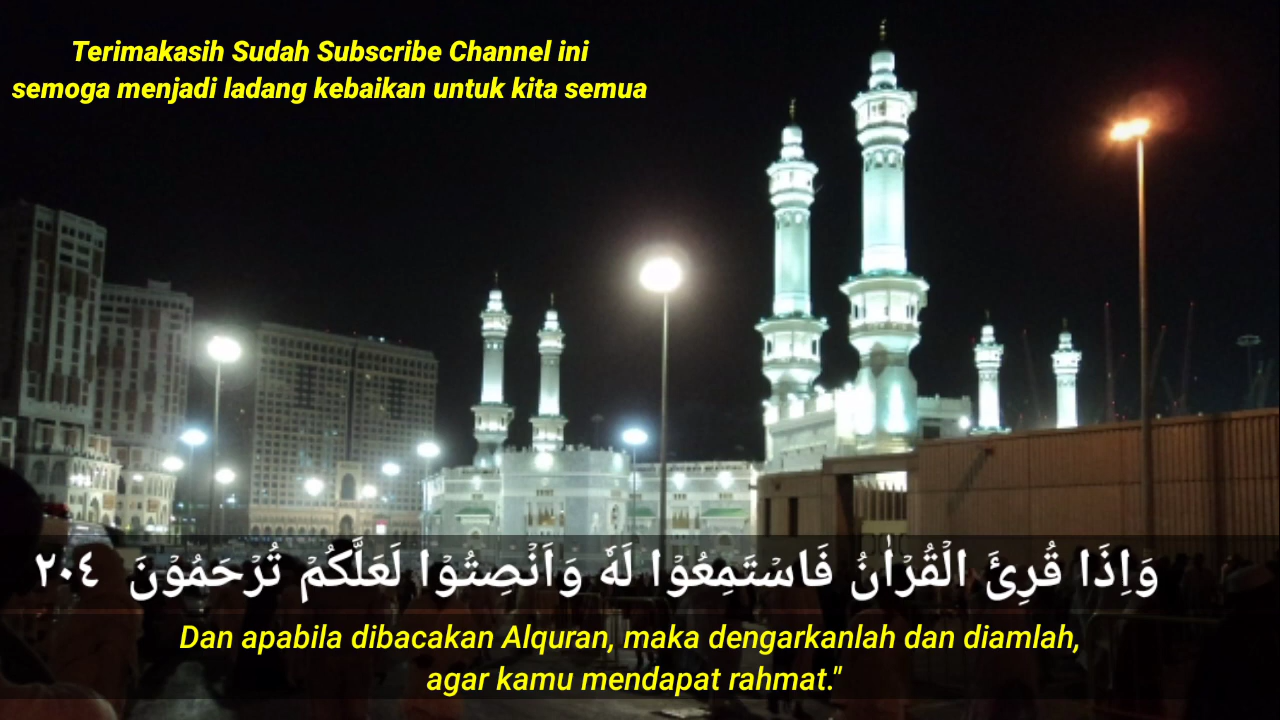 Terimakasih Sudah Subscribe Channel ini
semoga menjadi ladang kebaikan untuk kita semua
وَاِذَا قُرِئَ الْقُرْاٰنُ فَاسْتَمِعُوْا لَهٗ وَاَنْصِتُوْا لَعَلَّكُمْ تُرْحَمُوْنَ ٢٠٤
Dan apabila dibacakan Alquran, maka dengarkanlah dan diamlah,
agar kamu mendapat rahmat."